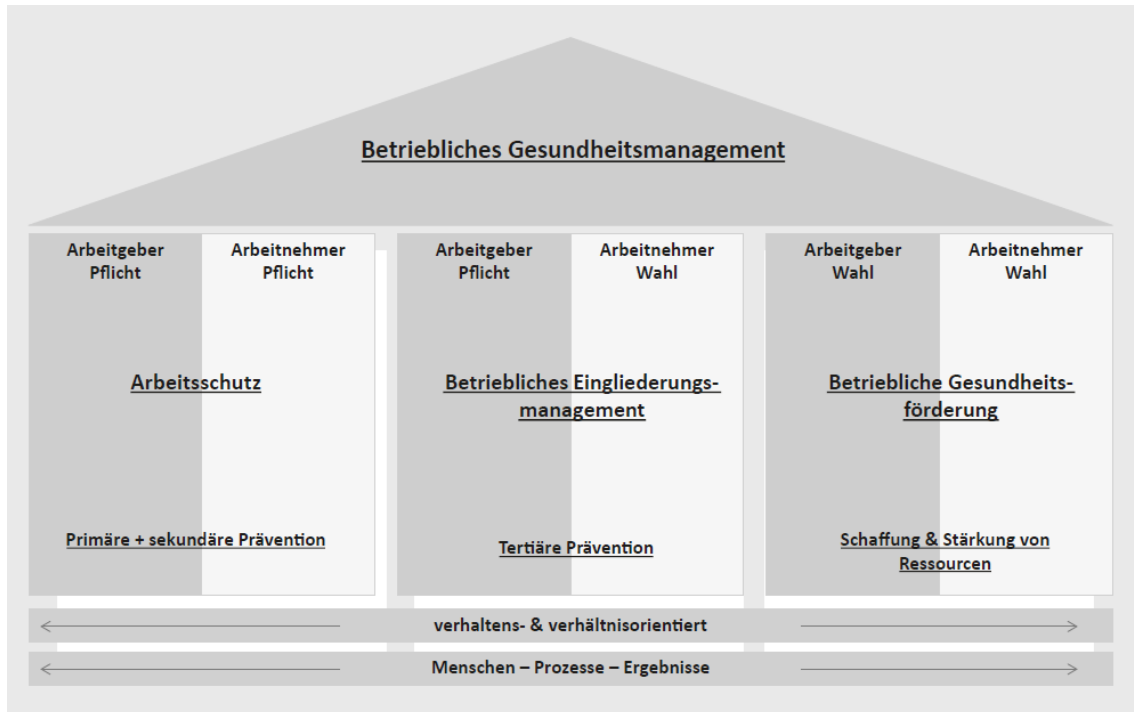 Betriebliches Gesundheitsmanagement
Arbeitgeber
Pflicht
Arbeitnehmer
Pflicht
Arbeitsschutz
Primäre + sekundäre Prävention
Arbeitgeber
Pflicht
Arbeitnehmer
Wahl
Betriebliches Eingliederungs-
management
Tertiäre Prävention
Arbeitgeber
Wahl
Arbeitnehmer
Wahl
Betriebliche Gesundheits-
förderung
Schaffung & Stärkung von
Ressourcen
verhaltens- & verhältnisorientiert
Menschen – Prozesse – Ergebnisse